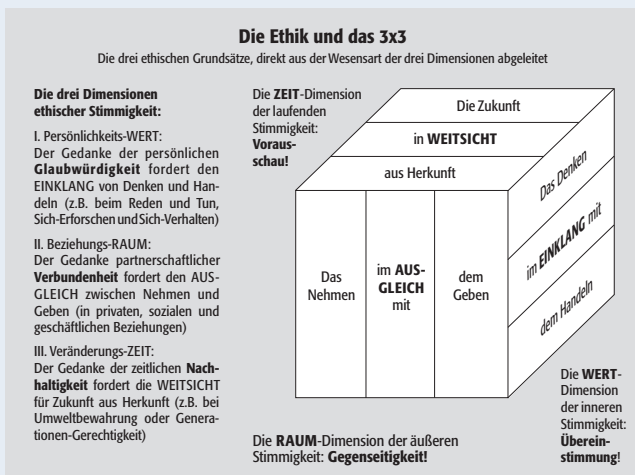 Die Ethik und das 3x3
Die drei ethischen Grundsätze, direkt aus der Wesensart der drei Dimensionen abgeleitet
Die drei Dimensionen
ethischer Stimmigkeit:
I. Persönlichkeits-WERT:
Der Gedanke der persönlichen
Glaubwürdigkeit fordert den
EINKLANG von Denken und Han-
deln (z.B. beim Reden und Tun,
Sich-Erforschen und Sich-Verhalten)
II. Beziehungs-RAUM:
Der Gedanke partnerschaftlicher
Verbundenheit fordert den AUS-
GLEICH zwischen Nehmen und
Geben (in privaten, sozialen und
geschäftlichen Beziehungen)
III. Veränderungs-ZEIT:
Der Gedanke der zeitlichen Nach-
haltigkeit fordert die WEITSICHT
für Zukunft aus Herkunft (z.B. bei
Umweltbewahrung oder Genera-
tionen-Gerechtigkeit)
Die ZEIT-Dimension
der laufenden
Stimmigkeit:
Voraus-
schau!
Die Zukunft
in WEITSICHT
aus Herkunft
Das
Nehmen
im AUS-
GLEICH
mit
dem
Geben
Das Denken
im EINKLANG mit
dem Handeln
Die RAUM-Dimension der äußeren
Stimmigkeit: Gegenseitigkeit!
Die WERT-
Dimension
der inneren
Stimmigkeit:
Überein-
stimmung!